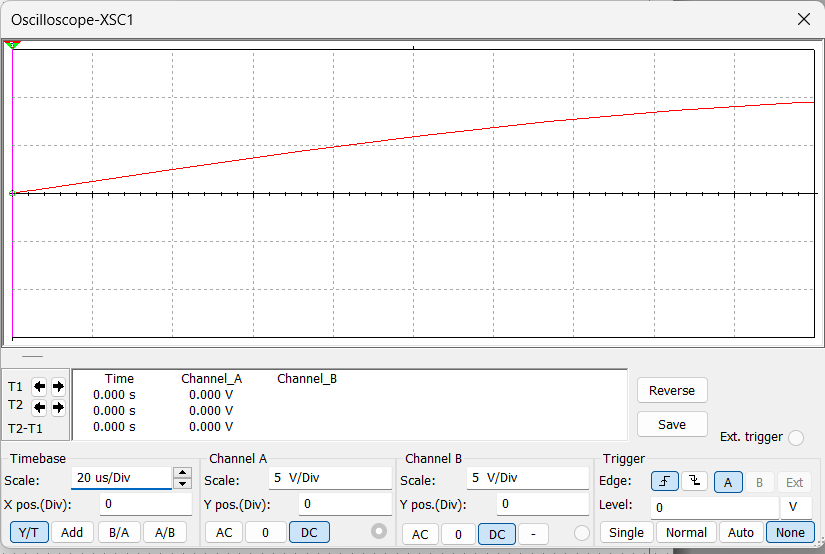 Oscilloscope-XSC1
Time Channel_A Channel_B
T1 0.000 s 0.000 V
T2 0.000 s 0.000 V
T2-T1 0.000 s 0.000 V
Reverse
Save
Ext. trigger
Timebase
Scale: 20 us/Div
X pos.(Div): 0
Y/T Add B/A A/B
Channel A
Scale: 5 V/Div
Y pos.(Div): 0
AC 0 DC
Channel B
Scale: 5 V/Div
Y pos.(Div): 0
AC 0 DC -
Trigger
Edge: A B Ext
Level: 0 V
Single Normal Auto None